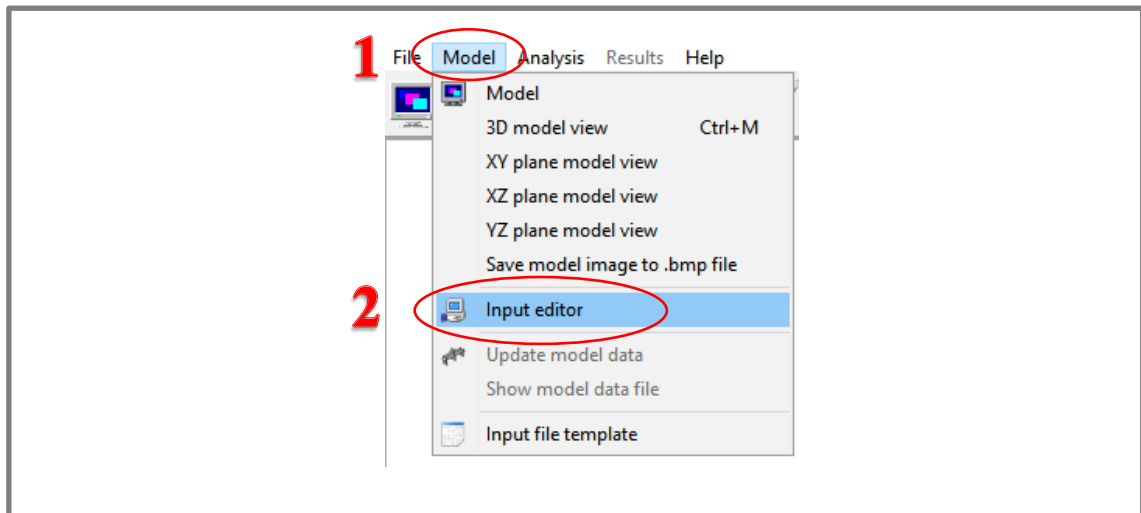 1 File Model Analysis Results Help
Model
3D model view Ctrl+M
XY plane model view
XZ plane model view
YZ plane model view
Save model image to .bmp file
2 Input editor
Update model data
Show model data file
Input file template